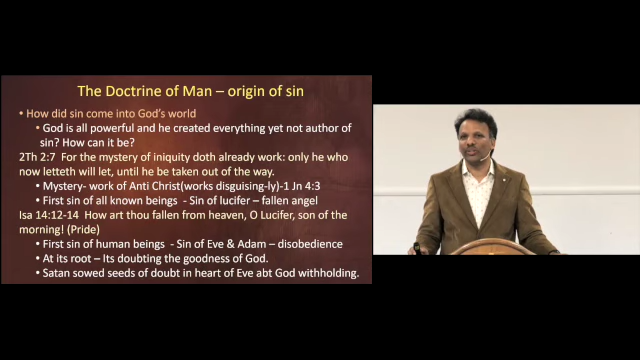 The Doctrine of Man – origin of sin
• How did sin come into God's world
• God is all powerful and he created everything yet not author of
sin? How can it be?
2Th 2:7 For the mystery of iniquity doth already work: only he who
now letteth will let, until he be taken out of the way.
• Mystery- work of Anti Christ(works disguising-ly)-1 Jn 4:3
• First sin of all known beings - Sin of lucifer – fallen angel
Isa 14:12-14 How art thou fallen from heaven, O Lucifer, son of the
morning! (Pride)
• First sin of human beings - Sin of Eve & Adam – disobedience
• At its root – Its doubting the goodness of God.
• Satan sowed seeds of doubt in heart of Eve abt God withholding.